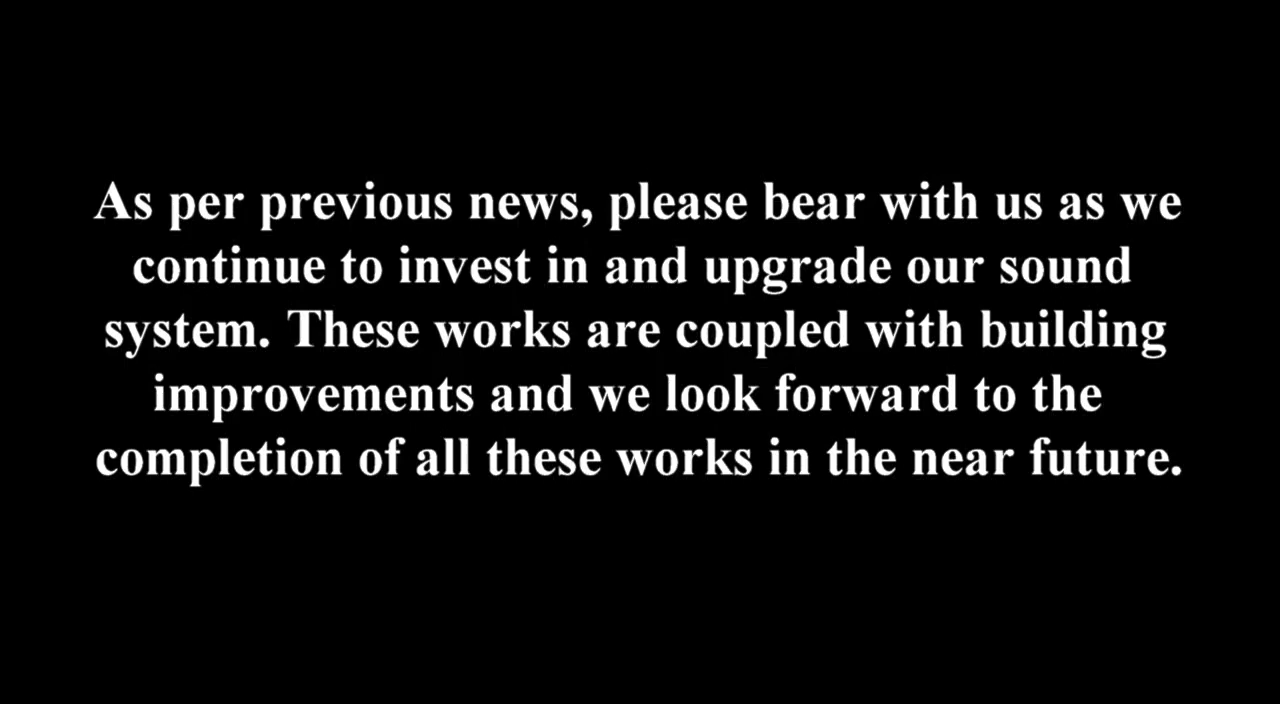 As per previous news, please bear with us as we
continue to invest in and upgrade our sound
system. These works are coupled with building
improvements and we look forward to the
completion of all these works in the near future.